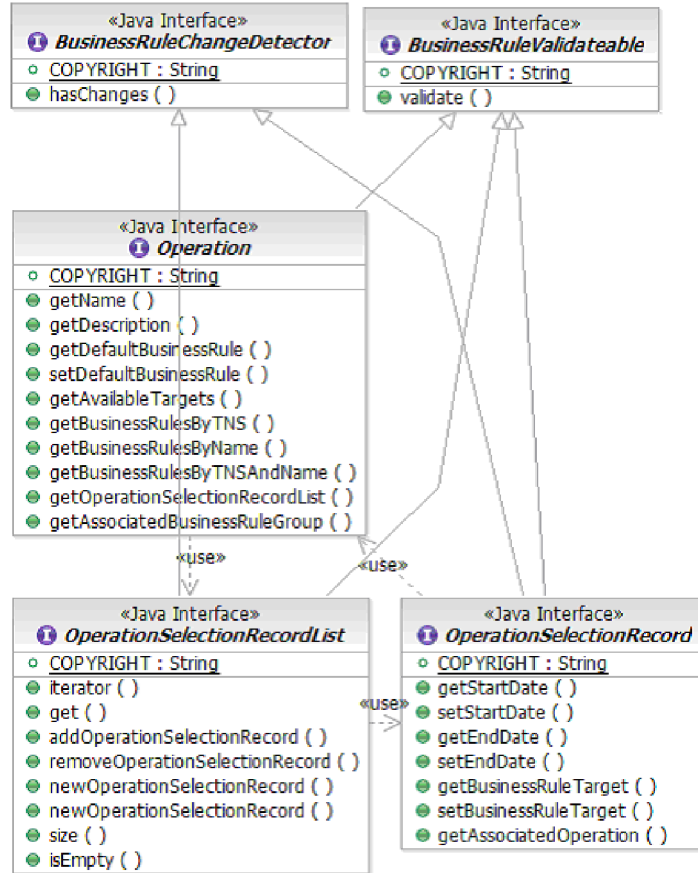 «Java Interface»
BusinessRuleChangeDetector
COPYRIGHT : String
hasChanges ( )
«Java Interface»
BusinessRuleValidateable
COPYRIGHT : String
validate ( )
«Java Interface»
Operation
COPYRIGHT : String
getName ( )
getDescription ( )
getDefaultBusinessRule ( )
setDefaultBusinessRule ( )
getAvailableTargets ( )
getBusinessRulesByTNS ( )
getBusinessRulesByName ( )
getBusinessRulesByTNSAndName ( )
getOperationSelectionRecordList ( )
getAssociatedBusinessRuleGroup ( )
«use»
«use»
«Java Interface»
OperationSelectionRecordList
COPYRIGHT : String
iterator ( )
get ( )
addOperationSelectionRecord ( )
removeOperationSelectionRecord ( )
newOperationSelectionRecord ( )
newOperationSelectionRecord ( )
size ( )
isEmpty ( )
«use»
«Java Interface»
OperationSelectionRecord
COPYRIGHT : String
getStartDate ( )
setStartDate ( )
getEndDate ( )
setEndDate ( )
getBusinessRuleTarget ( )
setBusinessRuleTarget ( )
getAssociatedOperation ( )